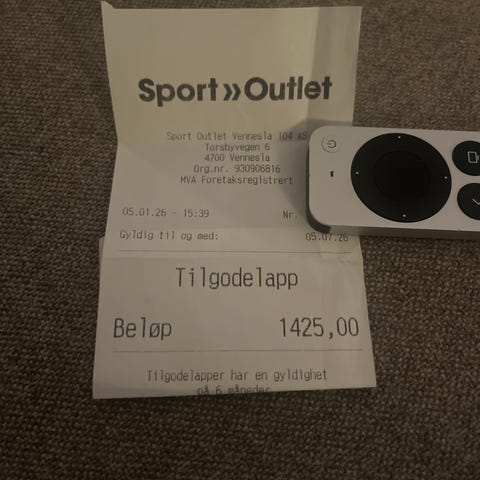 Sport»Outlet
Sport Outlet Vennesla 104 AS
Torsbyvegen 6
4700 Vennesla
Org.nr. 930906816
MVA Foretaksregistrert
05.01.26 - 15:39 Nr.
Gyldig til og med: 05.07.26
Tilgodelapp
Beløp 1425,00
Tilgodelapper har en gyldighet
på 6 måneder